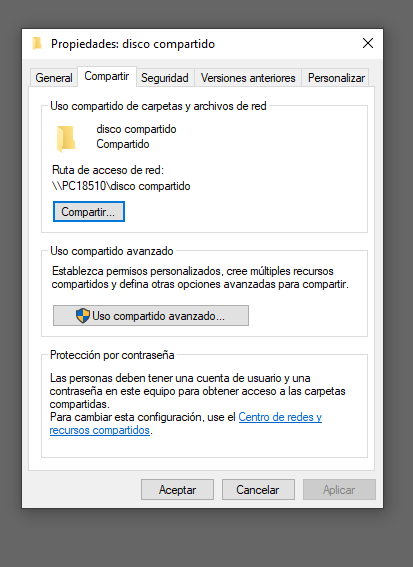 Propiedades: disco compartido
General
Compartir
Seguridad
Versiones anteriores
Personalizar
Uso compartido de carpetas y archivos de red
disco compartido
Compartido
Ruta de acceso de red:
\\PC18510\disco compartido
Compartir...
Uso compartido avanzado
Establezca permisos personalizados, cree múltiples recursos
compartidos y defina otras opciones avanzadas para compartir.
Uso compartido avanzado...
Protección por contraseña
Las personas deben tener una cuenta de usuario y una
contraseña en este equipo para obtener acceso a las carpetas
compartidas.
Para cambiar esta configuración, use el Centro de redes y
recursos compartidos.
Aceptar
Cancelar
Aplicar